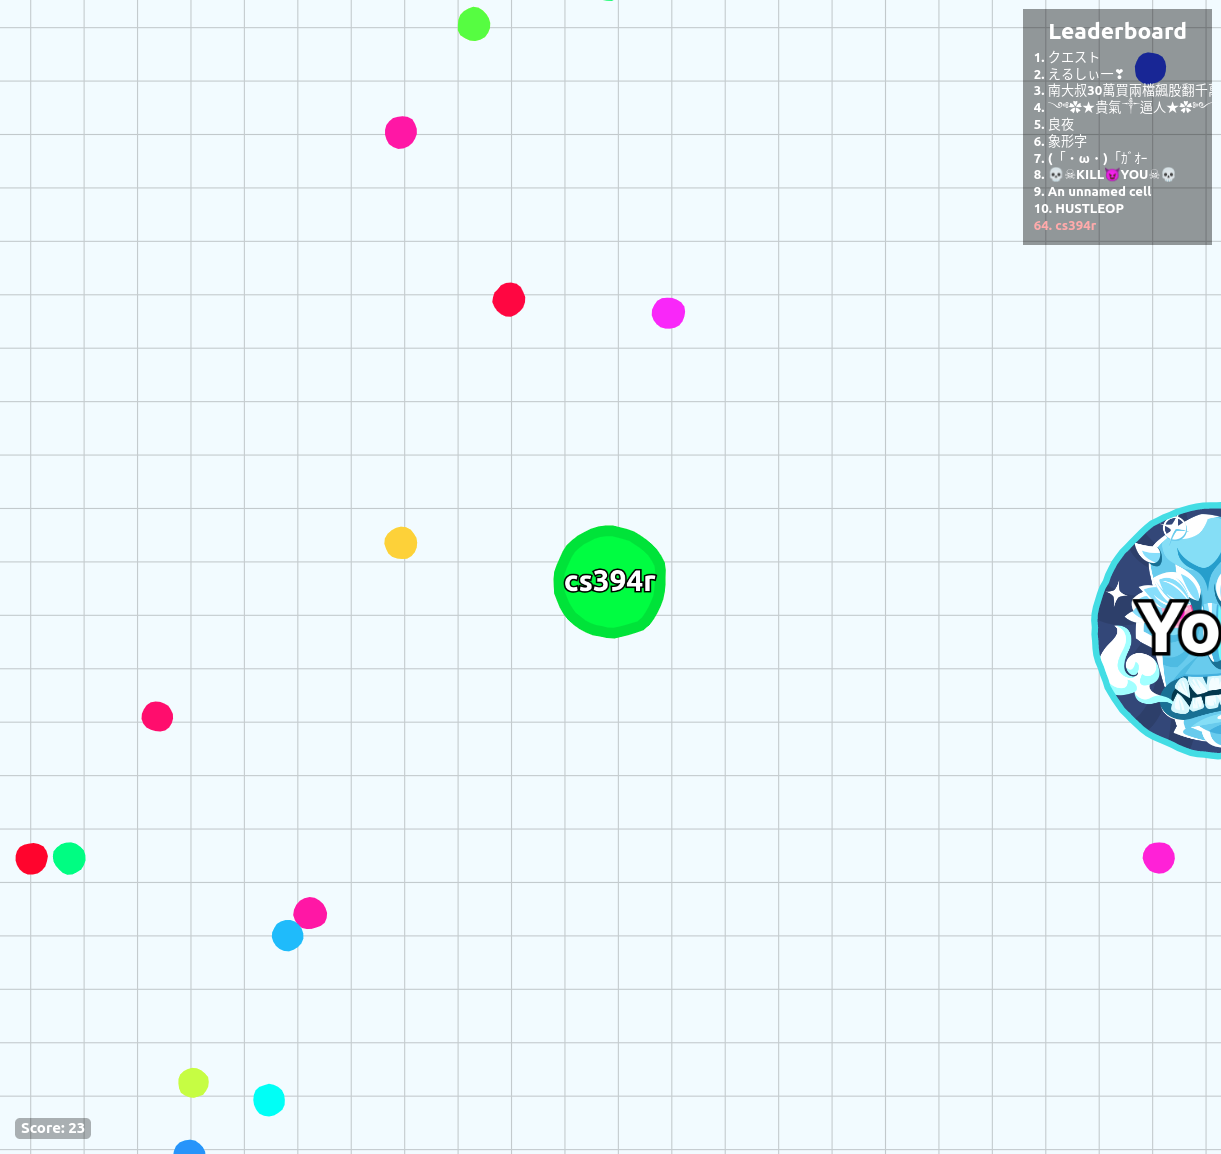 Leaderboard
1. クエスト
2. えるしぃー❣
3. 南大叔30萬買兩檔飆股翻千
4. ༺✿★貴氣༒逼人★✿༻
5. 良夜
6. 象形字
7. (「・ω・)「ｶﾞｵｰ
8. 💀☠KILL😈YOU☠💀
9. An unnamed cell
10. HUSTLEOP
64. cs394r
cs394r
Yo
Score: 23